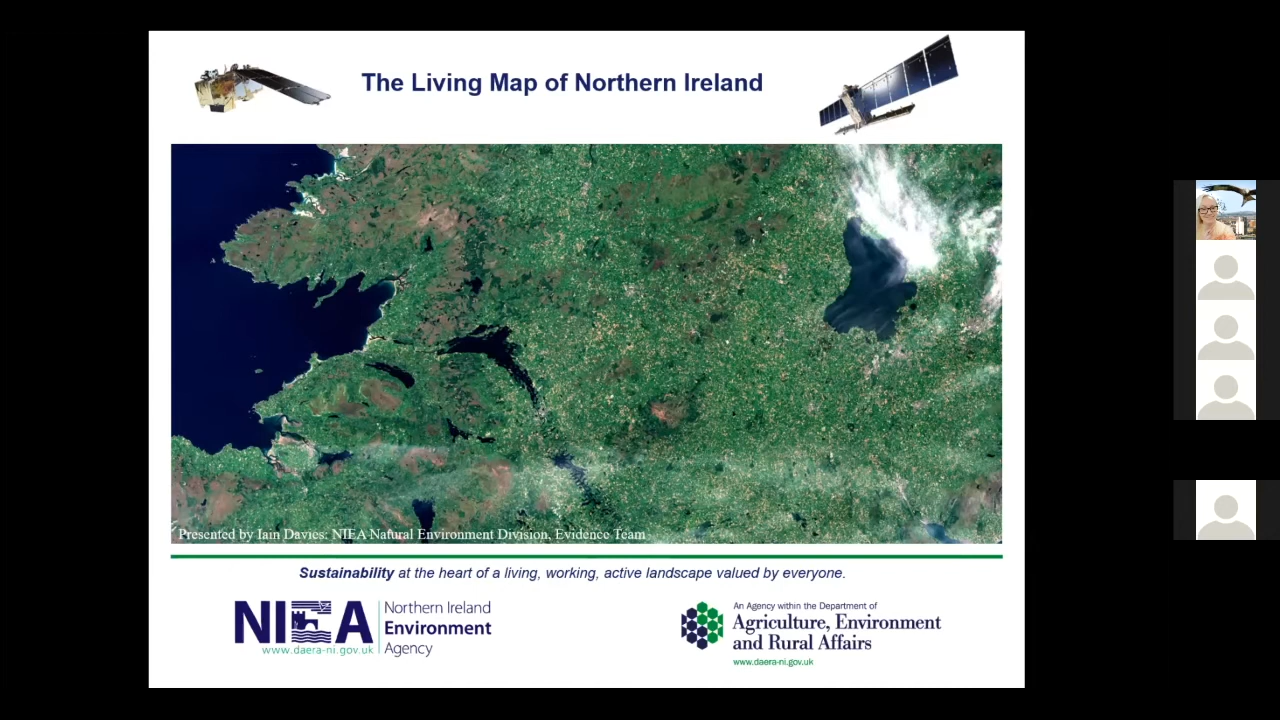 The Living Map of Northern Ireland
Presented by Iain Davies: NIEA Natural Environment Division, Evidence Team
Sustainability at the heart of a living, working, active landscape valued by everyone.
NIEA
www.daera-ni.gov.uk
Northern Ireland
Environment
Agency
An Agency within the Department of
Agriculture, Environment
and Rural Affairs
www.daera-ni.gov.uk